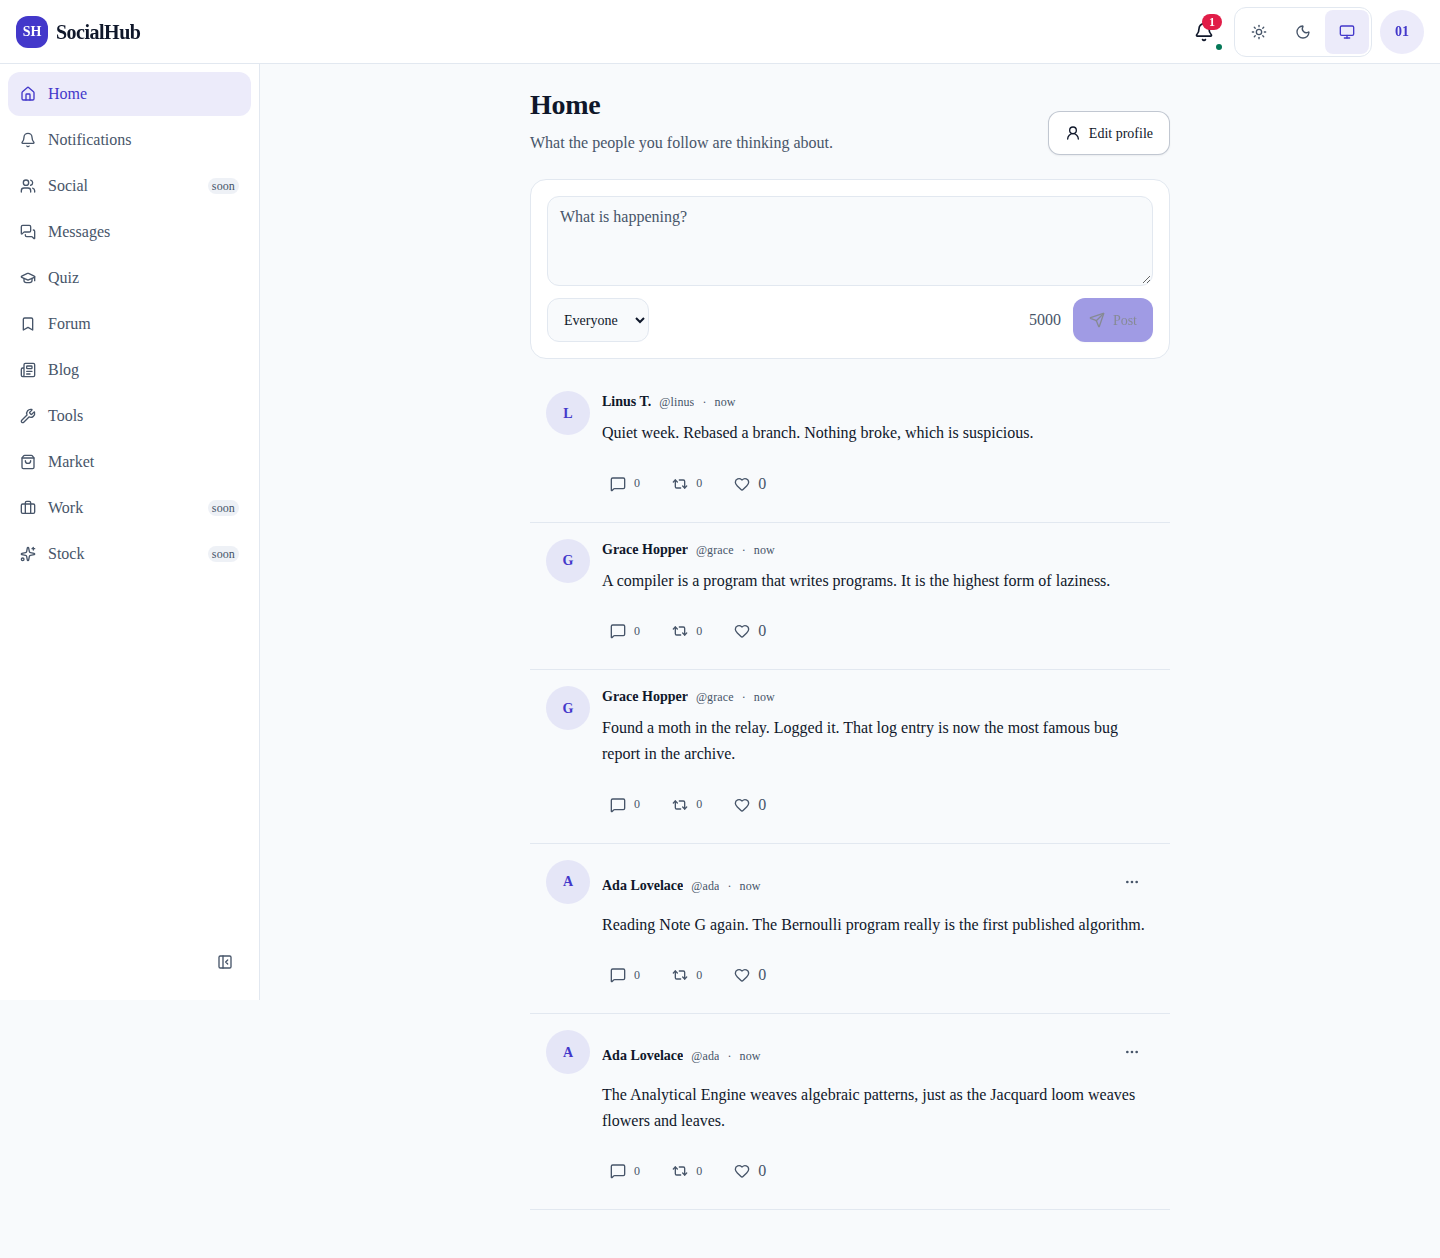 SH SocialHub
1
01
Home
Notifications
Social soon
Messages
Quiz
Forum
Blog
Tools
Market
Work soon
Stock soon
Home
What the people you follow are thinking about.
Edit profile
What is happening?
Everyone
5000
Post
L
Linus T. @linus · now
Quiet week. Rebased a branch. Nothing broke, which is suspicious.
0 0 0
G
Grace Hopper @grace · now
A compiler is a program that writes programs. It is the highest form of laziness.
0 0 0
G
Grace Hopper @grace · now
Found a moth in the relay. Logged it. That log entry is now the most famous bug
report in the archive.
0 0 0
A
Ada Lovelace @ada · now
Reading Note G again. The Bernoulli program really is the first published algorithm.
0 0 0
A
Ada Lovelace @ada · now
The Analytical Engine weaves algebraic patterns, just as the Jacquard loom weaves
flowers and leaves.
0 0 0